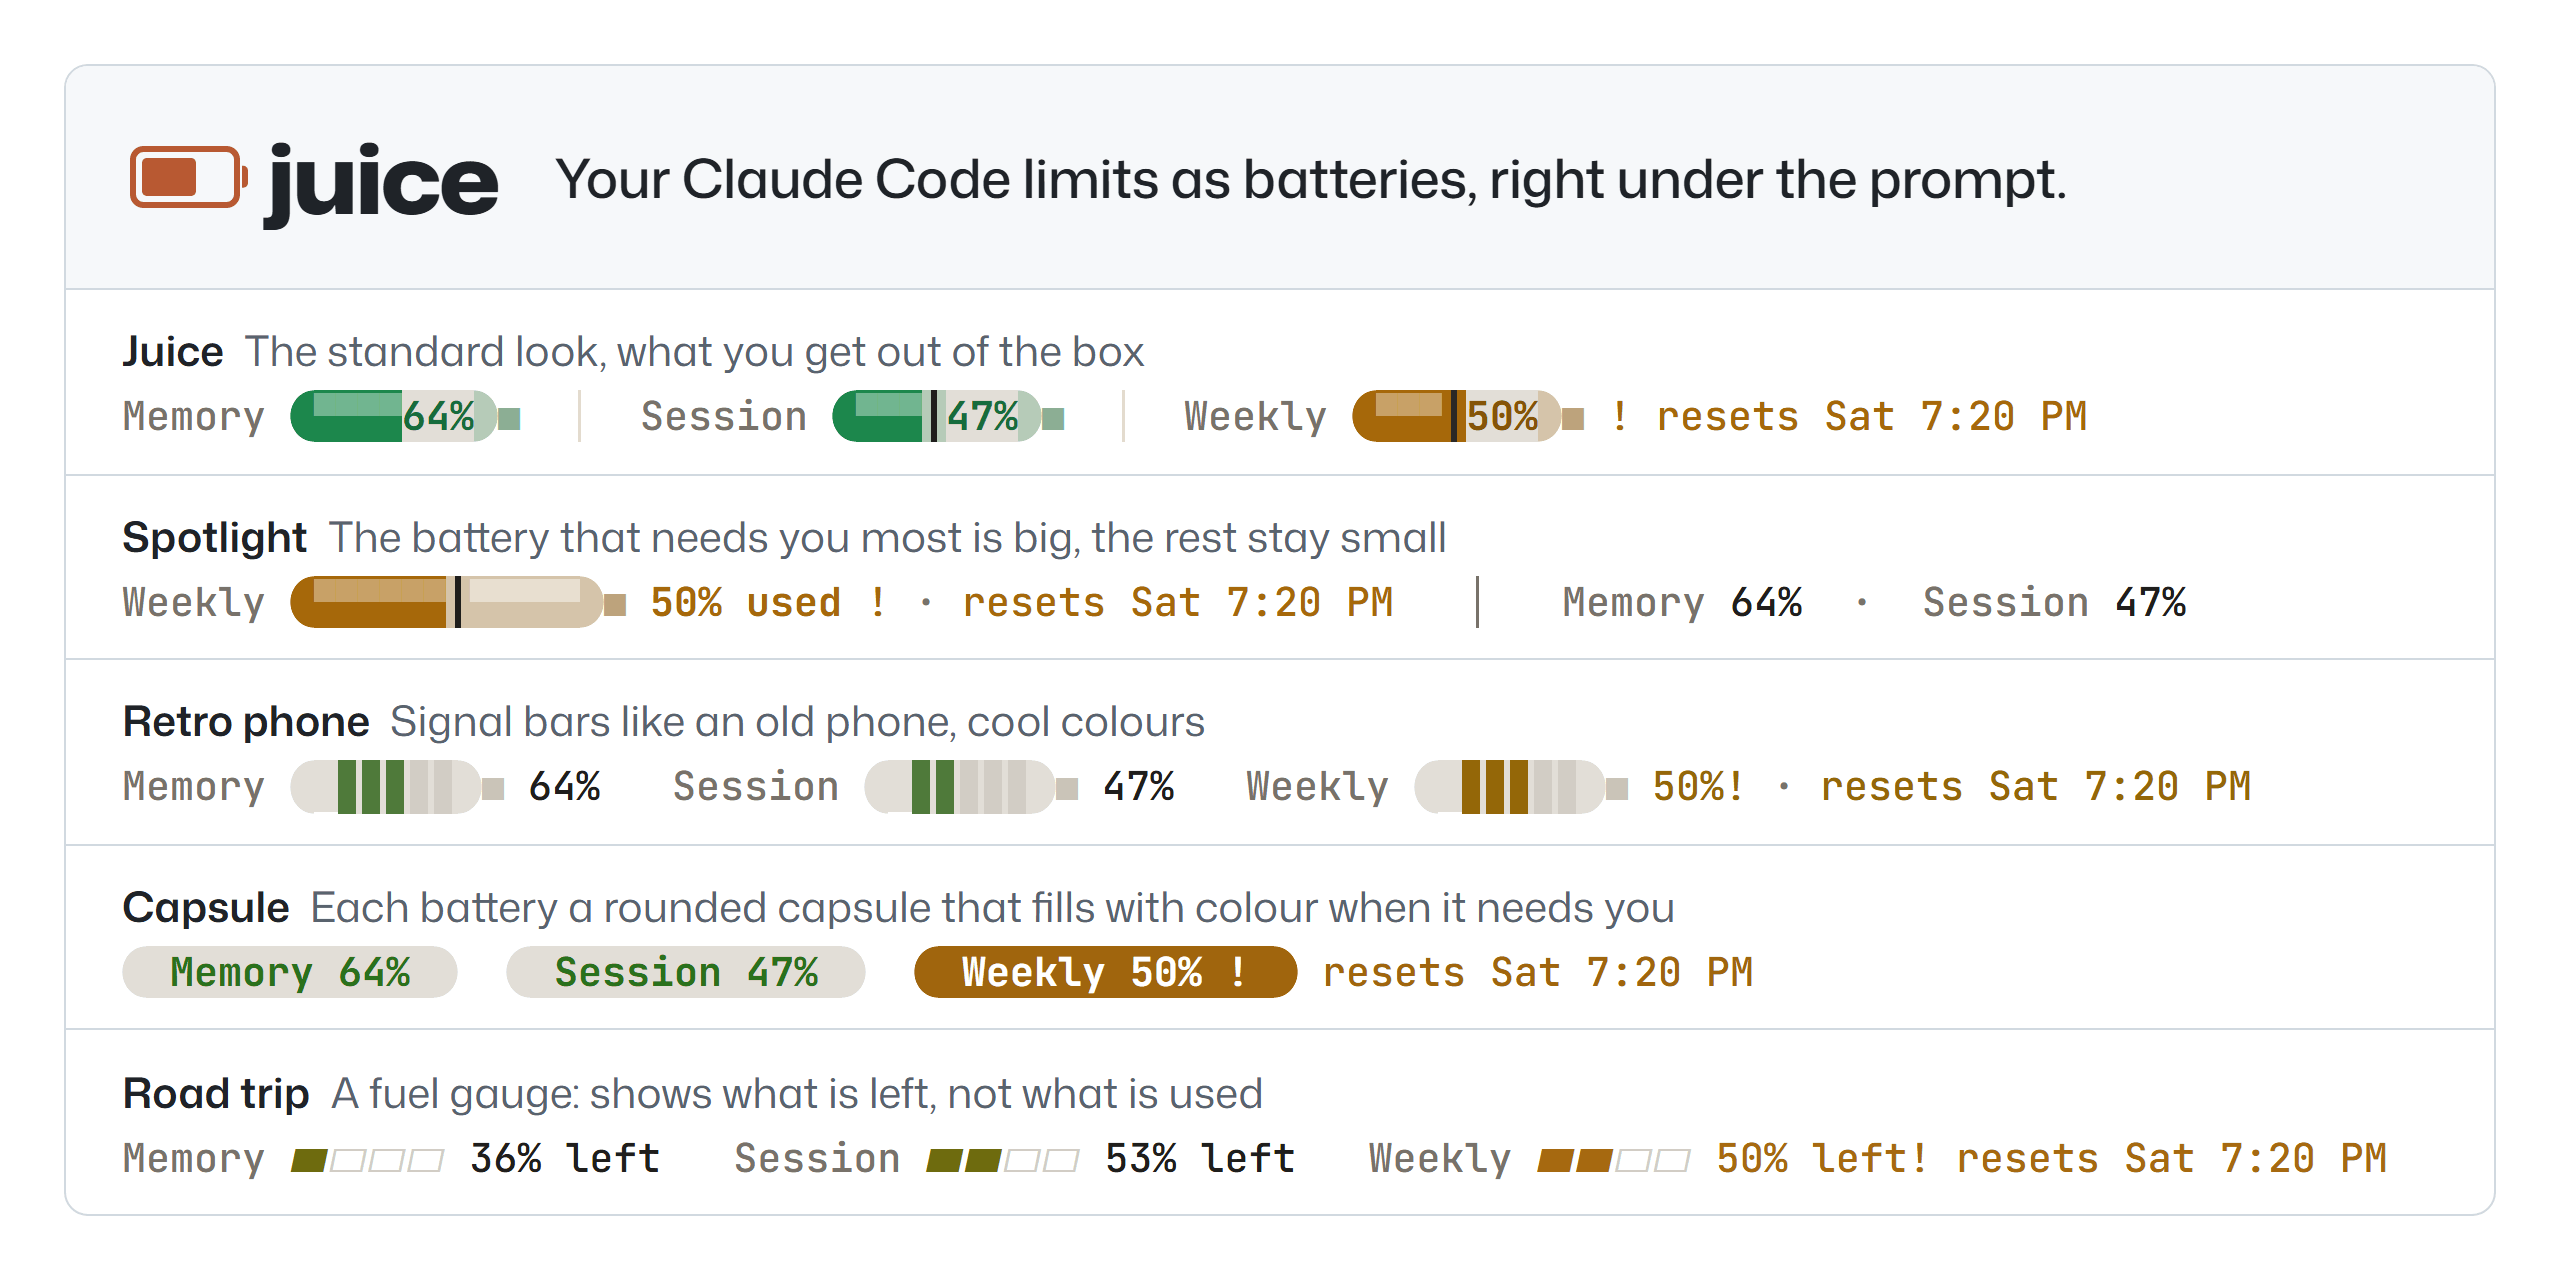 juice Your Claude Code limits as batteries, right under the prompt.
Juice The standard look, what you get out of the box
Memory 64% Session 47% Weekly 50% ! resets Sat 7:20 PM
Spotlight The battery that needs you most is big, the rest stay small
Weekly 50% used ! · resets Sat 7:20 PM Memory 64% · Session 47%
Retro phone Signal bars like an old phone, cool colours
Memory 64% Session 47% Weekly 50%! · resets Sat 7:20 PM
Capsule Each battery a rounded capsule that fills with colour when it needs you
Memory 64% Session 47% Weekly 50% ! resets Sat 7:20 PM
Road trip A fuel gauge: shows what is left, not what is used
Memory 36% left Session 53% left Weekly 50% left! resets Sat 7:20 PM